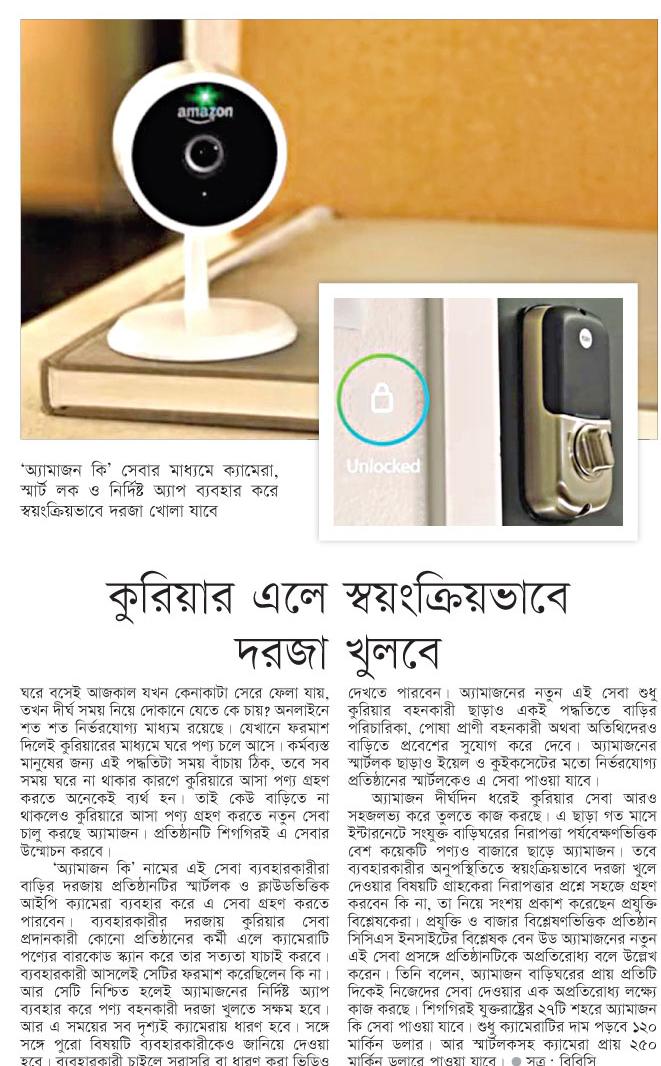 amazon
Unlocked
‘অ্যামাজন কি’ সেবার মাধ্যমে ক্যামেরা,
স্মার্ট লক ও নির্দিষ্ট অ্যাপ ব্যবহার করে
স্বয়ংক্রিয়ভাবে দরজা খোলা যাবে
কুরিয়ার এলে স্বয়ংক্রিয়ভাবে
দরজা খুলবে
ঘরে বসেই আজকাল যখন কেনাকাটা সেরে ফেলা যায়,
তখন দীর্ঘ সময় নিয়ে দোকানে যেতে কে চায়? অনলাইনে
শত শত নির্ভরযোগ্য মাধ্যম রয়েছে। যেখানে ফরমাশ
দিলেই কুরিয়ারের মাধ্যমে ঘরে পণ্য চলে আসে। কর্মব্যস্ত
মানুষের জন্য এই পদ্ধতিটা সময় বাঁচায় ঠিক, তবে সব
সময় ঘরে না থাকার কারণে কুরিয়ারে আসা পণ্য গ্রহণ
করতে অনেকেই ব্যর্থ হন। তাই কেউ বাড়িতে না
থাকলেও কুরিয়ারে আসা পণ্য গ্রহণ করতে নতুন সেবা
চালু করছে অ্যামাজন। প্রতিষ্ঠানটি শিগগিরই এ সেবার
উন্মোচন করবে।
‘অ্যামাজন কি’ নামের এই সেবা ব্যবহারকারীরা
বাড়ির দরজায় প্রতিষ্ঠানটির স্মার্টলক ও ক্লাউডভিত্তিক
আইপি ক্যামেরা ব্যবহার করে এ সেবা গ্রহণ করতে
পারবেন। ব্যবহারকারীর দরজায় কুরিয়ার সেবা
প্রদানকারী কোনো প্রতিষ্ঠানের কর্মী এলে ক্যামেরাটি
পণ্যের বারকোড স্ক্যান করে তার সত্যতা যাচাই করবে।
ব্যবহারকারী আসলেই সেটির ফরমাশ করেছিলেন কি না।
আর সেটি নিশ্চিত হলেই অ্যামাজনের নির্দিষ্ট অ্যাপ
ব্যবহার করে পণ্য বহনকারী দরজা খুলতে সক্ষম হবে।
আর এ সময়ের সব দৃশ্যই ক্যামেরায় ধারণ হবে। সঙ্গে
সঙ্গে পুরো বিষয়টি ব্যবহারকারীকেও জানিয়ে দেওয়া
হবে। ব্যবহারকারী চাইলে সরাসরি বা ধারণ করা ভিডিও
দেখতে পারবেন। অ্যামাজনের নতুন এই সেবা শুধু
কুরিয়ার বহনকারী ছাড়াও একই পদ্ধতিতে বাড়ির
পরিচারিকা, পোষা প্রাণী বহনকারী অথবা অতিথিদেরও
বাড়িতে প্রবেশের সুযোগ করে দেবে। অ্যামাজনের
স্মার্টলক ছাড়াও ইয়েল ও কুইকসেটের মতো নির্ভরযোগ্য
প্রতিষ্ঠানের স্মার্টলকেও এ সেবা পাওয়া যাবে।
অ্যামাজন দীর্ঘদিন ধরেই কুরিয়ার সেবা আরও
সহজলভ্য করে তুলতে কাজ করছে। এ ছাড়া গত মাসে
ইন্টারনেটে সংযুক্ত বাড়িঘরের নিরাপত্তা পর্যবেক্ষণভিত্তিক
বেশ কয়েকটি পণ্যও বাজারে ছাড়ে অ্যামাজন। তবে
ব্যবহারকারীর অনুপস্থিতিতে স্বয়ংক্রিয়ভাবে দরজা খুলে
দেওয়ার বিষয়টি গ্রাহকেরা নিরাপত্তার প্রশ্নে সহজে গ্রহণ
করবেন কি না, তা নিয়ে সংশয় প্রকাশ করেছেন প্রযুক্তি
বিশ্লেষকেরা। প্রযুক্তি ও বাজার বিশ্লেষণভিত্তিক প্রতিষ্ঠান
সিসিএস ইনসাইটের বিশ্লেষক বেন উড অ্যামাজনের নতুন
এই সেবা প্রসঙ্গে প্রতিষ্ঠানটিকে অপ্রতিরোধ্য বলে উল্লেখ
করেন। তিনি বলেন, অ্যামাজন বাড়িঘরের প্রায় প্রতিটি
দিকেই নিজেদের সেবা দেওয়ার এক অপ্রতিরোধ্য লক্ষ্যে
কাজ করছে। শিগগিরই যুক্তরাষ্ট্রের ২৭টি শহরে অ্যামাজন
কি সেবা পাওয়া যাবে। শুধু ক্যামেরাটির দাম পড়বে ১২০
মার্কিন ডলার। আর স্মার্টলকসহ ক্যামেরা প্রায় ২৫০
মার্কিন ডলারে পাওয়া যাবে। ● সূত্র : বিবিসি